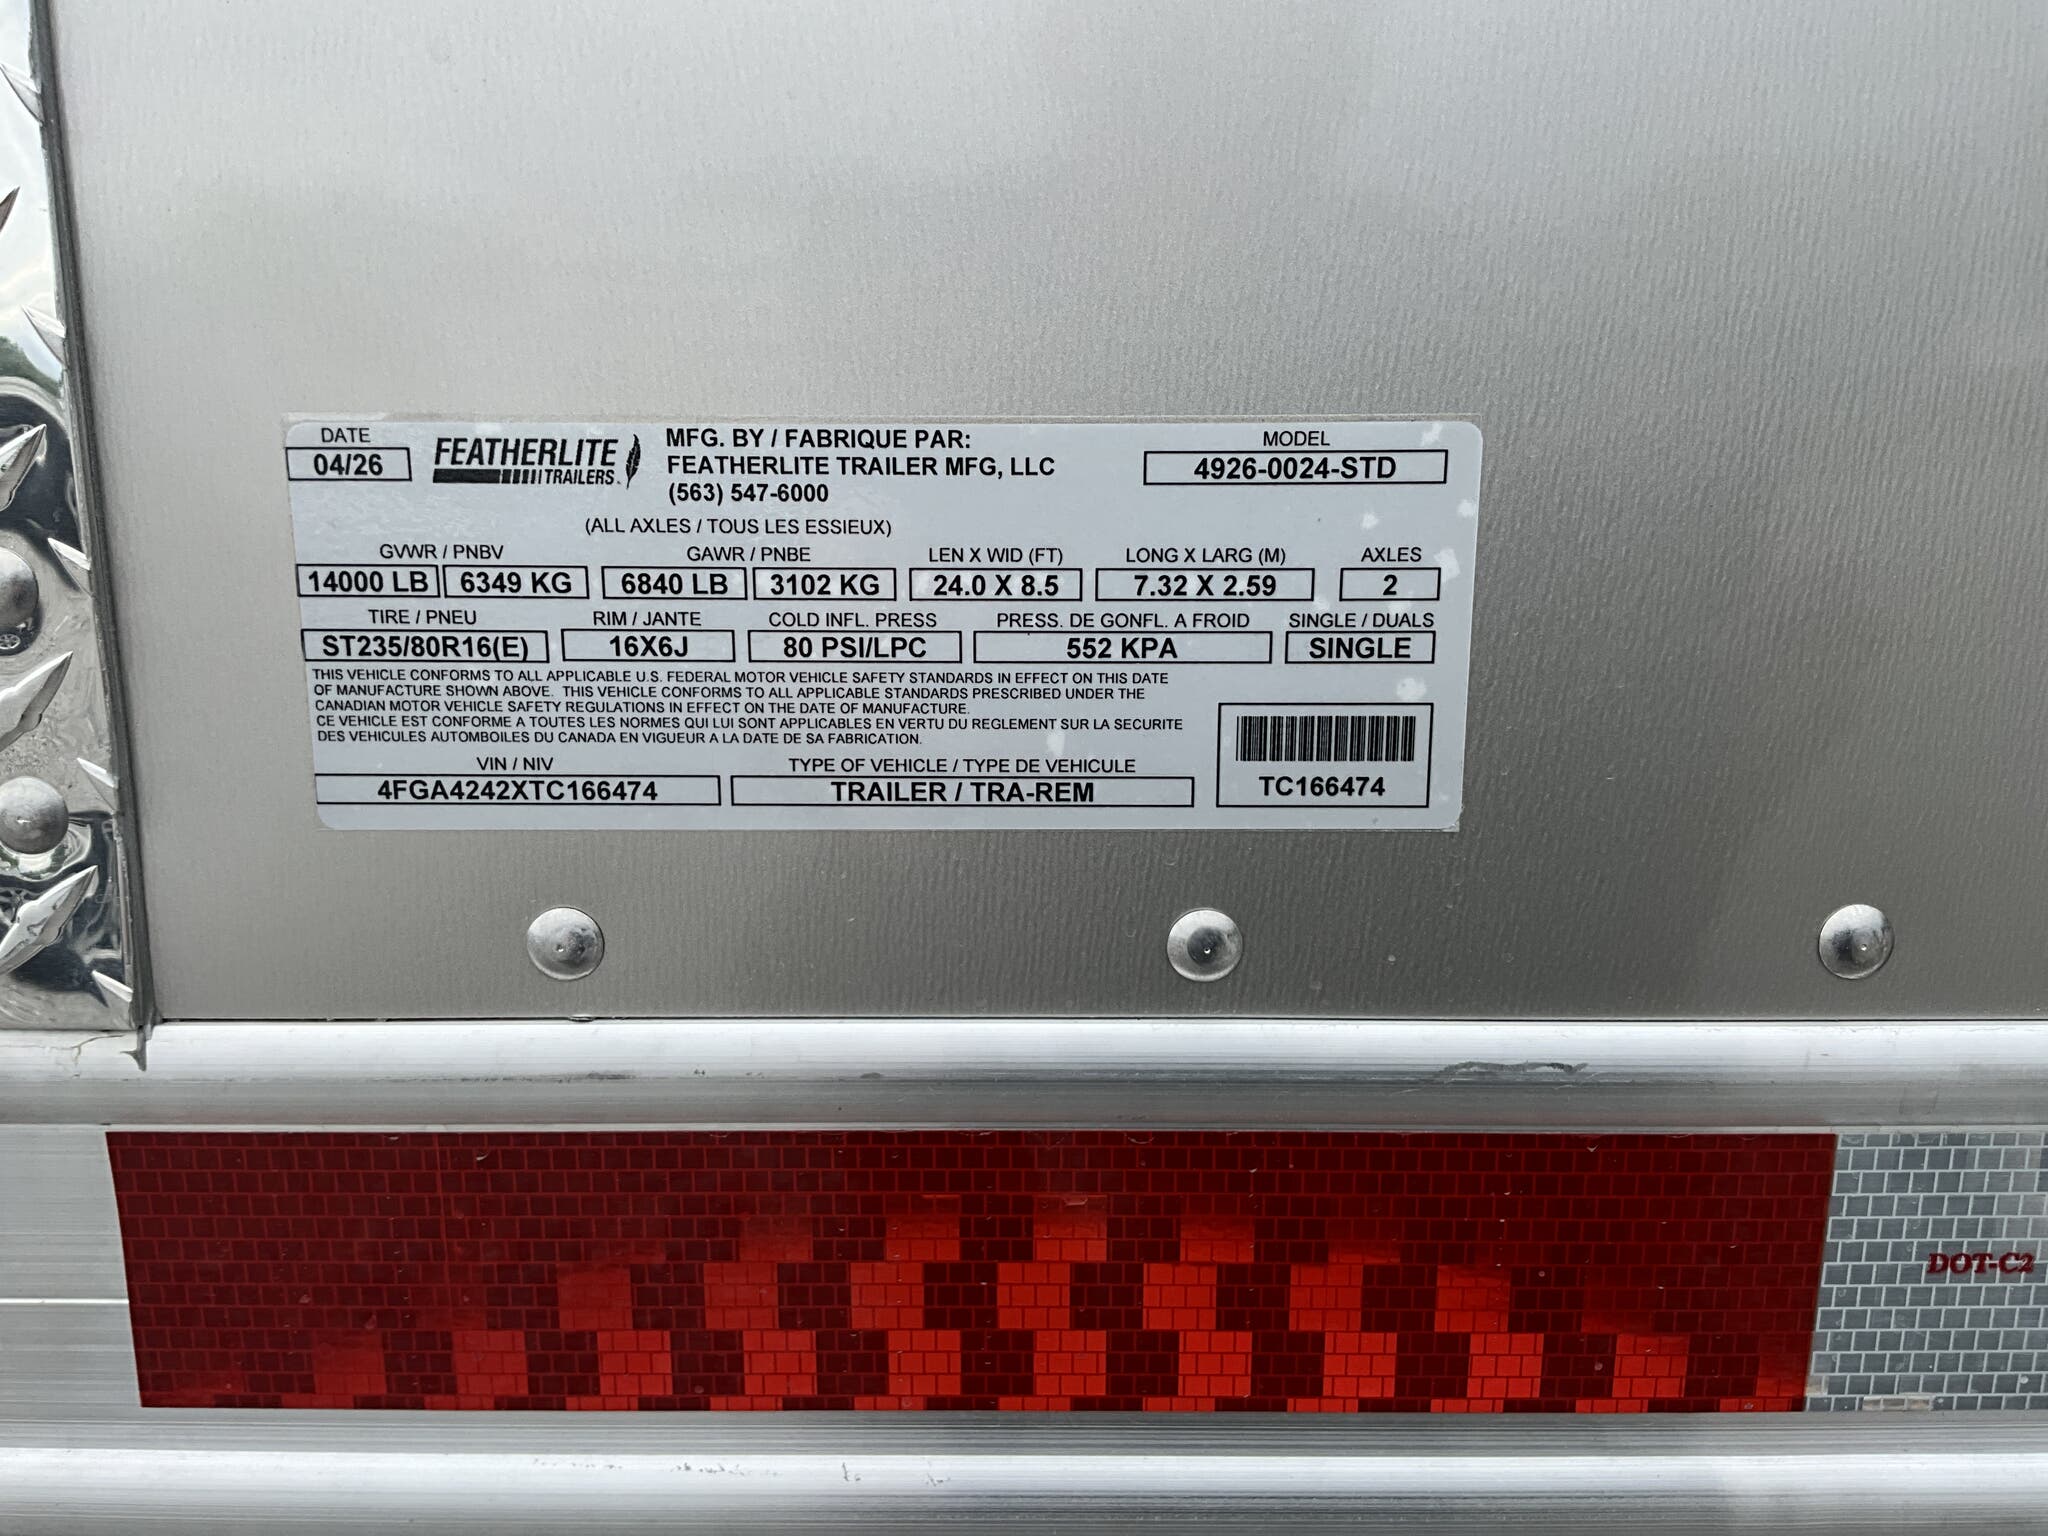 DATE
04/26
FEATHERLITE
TRAILERS
MFG. BY / FABRIQUE PAR:
FEATHERLITE TRAILER MFG, LLC
(563) 547-6000
MODEL
4926-0024-STD
(ALL AXLES / TOUS LES ESSIEUX)
GVWR / PNBV GAWR / PNBE LEN X WID (FT) LONG X LARG (M) AXLES
14000 LB 6349 KG 6840 LB 3102 KG 24.0 X 8.5 7.32 X 2.59 2
TIRE / PNEU RIM / JANTE COLD INFL. PRESS PRESS. DE GONFL. A FROID SINGLE / DUALS
ST235/80R16(E) 16X6J 80 PSI/LPC 552 KPA SINGLE
THIS VEHICLE CONFORMS TO ALL APPLICABLE U.S. FEDERAL MOTOR VEHICLE SAFETY STANDARDS IN EFFECT ON THIS DATE
OF MANUFACTURE SHOWN ABOVE. THIS VEHICLE CONFORMS TO ALL APPLICABLE STANDARDS PRESCRIBED UNDER THE
CANADIAN MOTOR VEHICLE SAFETY REGULATIONS IN EFFECT ON THE DATE OF MANUFACTURE.
CE VEHICLE EST CONFORME A TOUTES LES NORMES QUI LUI SONT APPLICABLES EN VERTU DU REGLEMENT SUR LA SECURITE
DES VEHICULES AUTOMBOILES DU CANADA EN VIGUEUR A LA DATE DE SA FABRICATION.
VIN / NIV TYPE OF VEHICLE / TYPE DE VEHICULE
4FGA4242XTC166474 TRAILER / TRA-REM TC166474
DOT-C2